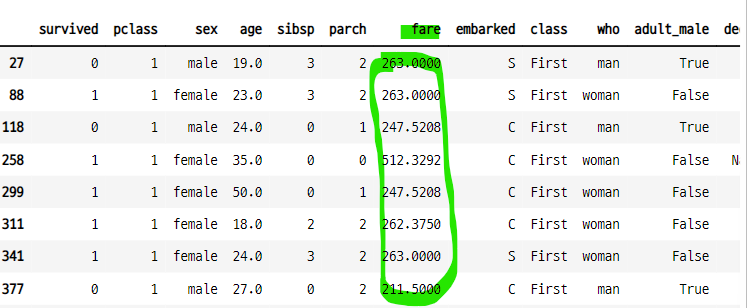 survived pclass sex age sibsp parch fare embarked class who adult_male de
27 0 1 male 19.0 3 2 263.0000 S First man True
88 1 1 female 23.0 3 2 263.0000 S First woman False
118 0 1 male 24.0 0 1 247.5208 C First man True
258 1 1 female 35.0 0 0 512.3292 C First woman False N
299 1 1 female 50.0 0 1 247.5208 C First woman False
311 1 1 female 18.0 2 2 262.3750 C First woman False
341 1 1 female 24.0 3 2 263.0000 S First woman False
377 0 1 male 27.0 0 2 211.5000 C First man True